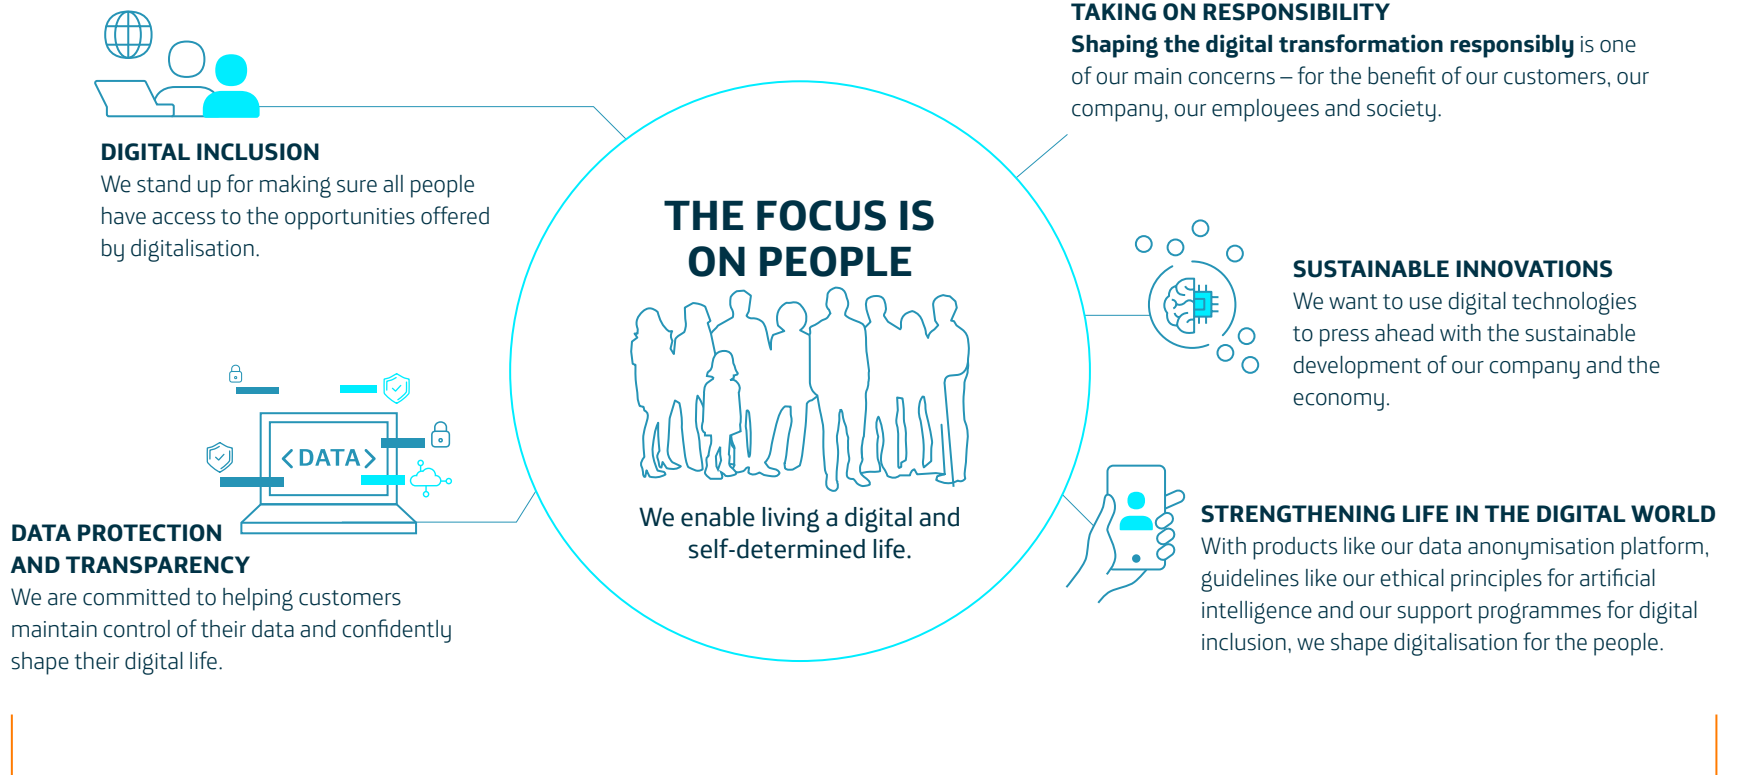 DIGITAL INCLUSION
We stand up for making sure all people
have access to the opportunities offered
by digitalisation.
<DATA>
DATA PROTECTION
AND TRANSPARENCY
We are committed to helping customers
maintain control of their data and confidently
shape their digital life.
THE FOCUS IS
ON PEOPLE
We enable living a digital and
self-determined life.
TAKING ON RESPONSIBILITY
Shaping the digital transformation responsibly is one
of our main concerns – for the benefit of our customers, our
company, our employees and society.
SUSTAINABLE INNOVATIONS
We want to use digital technologies
to press ahead with the sustainable
development of our company and the
economy.
STRENGTHENING LIFE IN THE DIGITAL WORLD
With products like our data anonymisation platform,
guidelines like our ethical principles for artificial
intelligence and our support programmes for digital
inclusion, we shape digitalisation for the people.